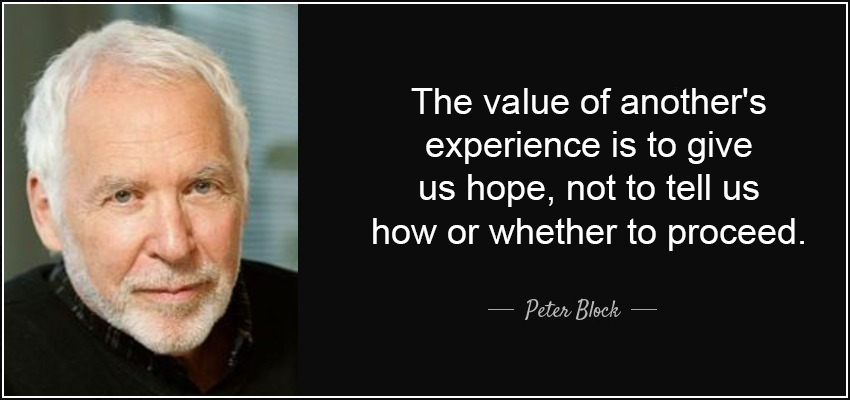 The value of another's
experience is to give
us hope, not to tell us
how or whether to proceed.
Peter Block